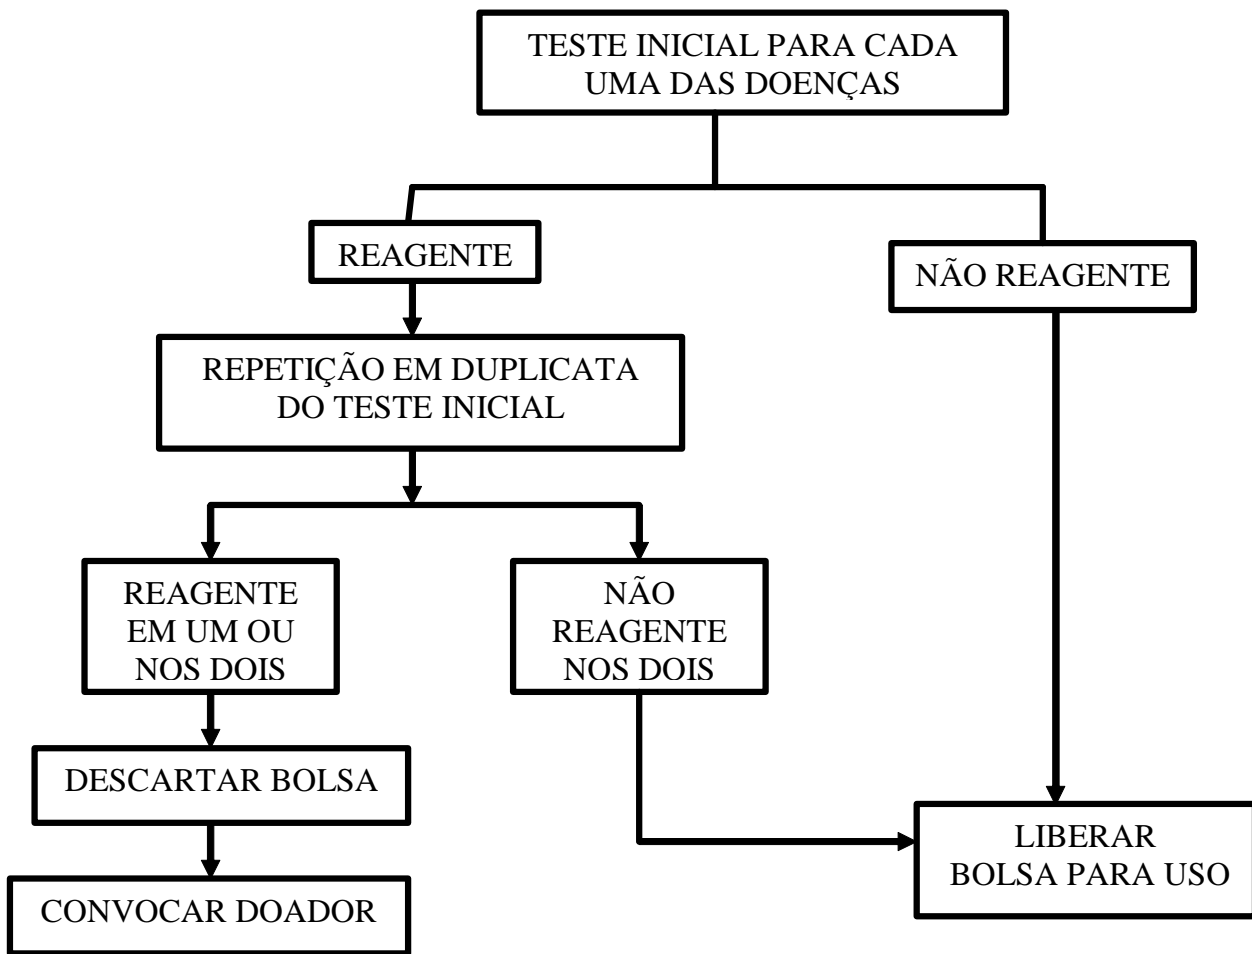 TESTE INICIAL PARA CADA
UMA DAS DOENÇAS
REAGENTE
NÃO REAGENTE
REPETIÇÃO EM DUPLICATA
DO TESTE INICIAL
REAGENTE
EM UM OU
NOS DOIS
NÃO
REAGENTE
NOS DOIS
DESCARTAR BOLSA
LIBERAR
BOLSA PARA USO
CONVOCAR DOADOR